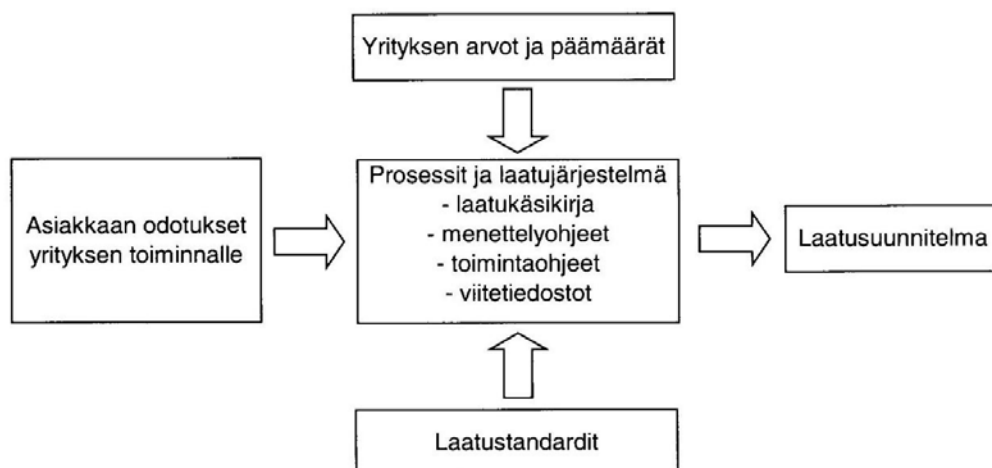 Yrityksen arvot ja päämäärät
Asiakkaan odotukset
yrityksen toiminnalle
Prosessit ja laatujärjestelmä
- laatukäsikirja
- menettelyohjeet
- toimintaohjeet
- viitetiedostot
Laatusuunnitelma
Laatustandardit